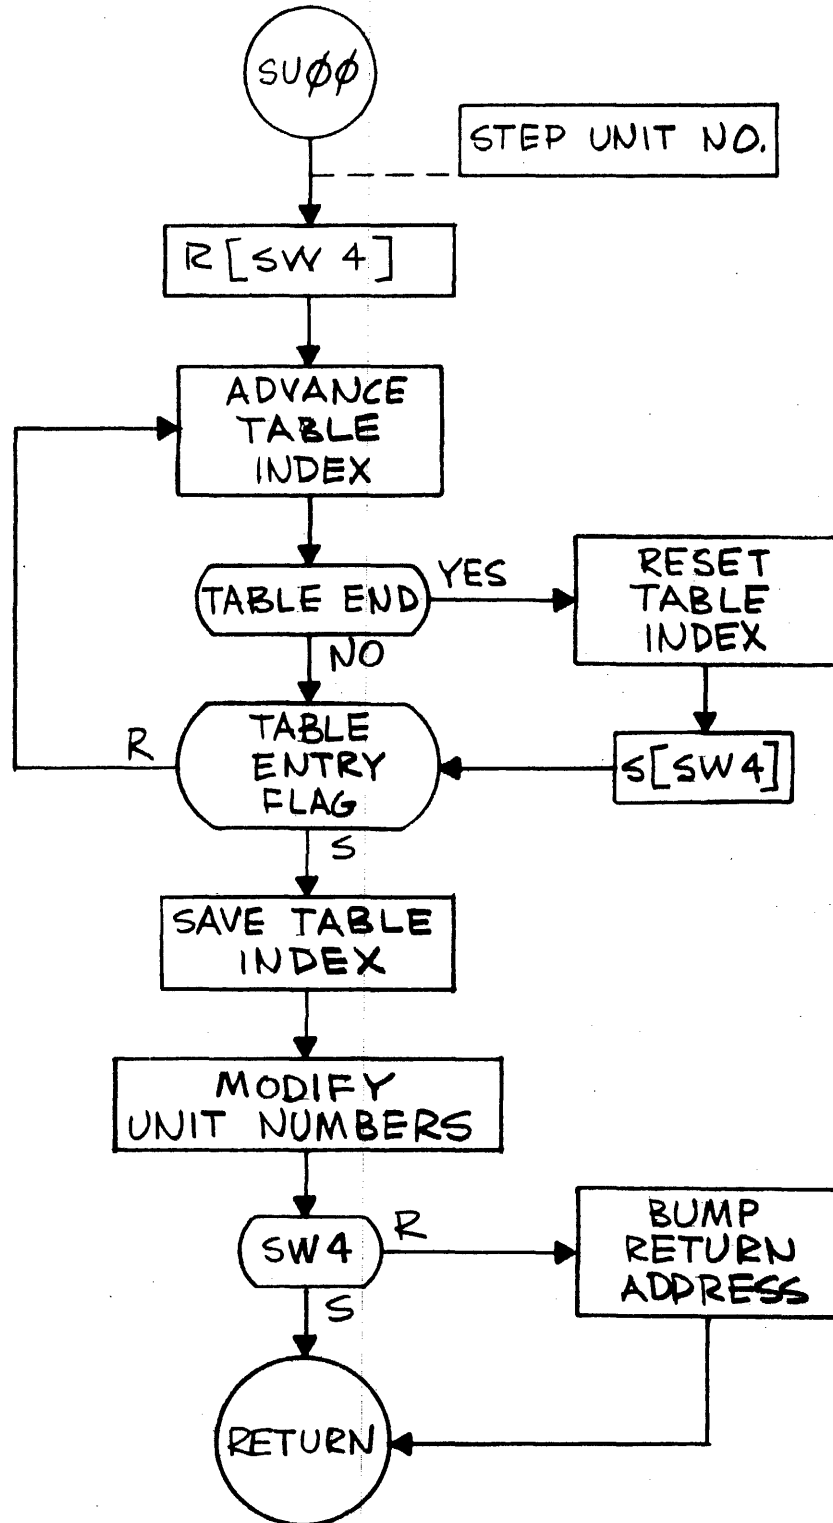 SUØØ
STEP UNIT NO.
R[SW 4]
ADVANCE
TABLE
INDEX
TABLE END
YES
RESET
TABLE
INDEX
NO
R
TABLE
ENTRY
FLAG
S[SW4]
S
SAVE TABLE
INDEX
MODIFY
UNIT NUMBERS
SW4
R
BUMP
RETURN
ADDRESS
S
RETURN